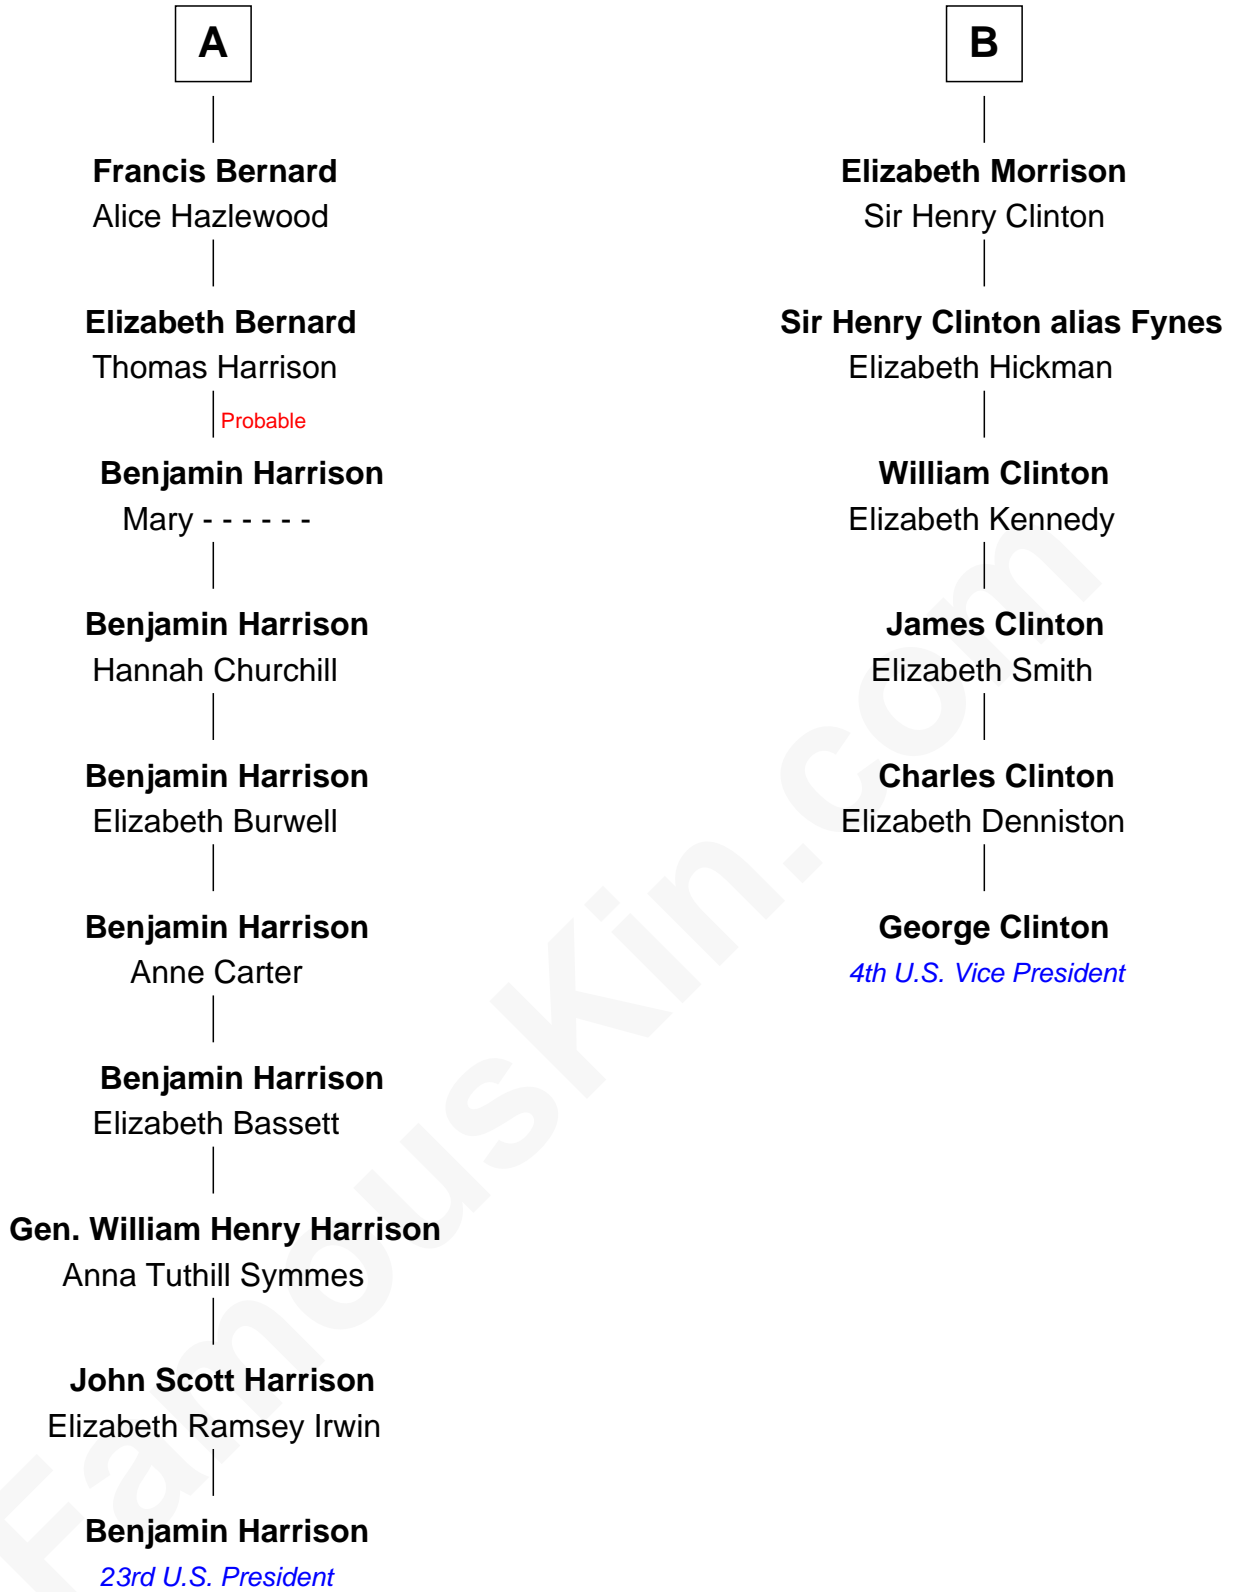 A
Francis Bernard
Alice Hazlewood
Elizabeth Bernard
Thomas Harrison
Probable
Benjamin Harrison
Mary - - - - - -
Benjamin Harrison
Hannah Churchill
Benjamin Harrison
Elizabeth Burwell
Benjamin Harrison
Anne Carter
Benjamin Harrison
Elizabeth Bassett
Gen. William Henry Harrison
Anna Tuthill Symmes
John Scott Harrison
Elizabeth Ramsey Irwin
Benjamin Harrison
23rd U.S. President
B
Elizabeth Morrison
Sir Henry Clinton
Sir Henry Clinton alias Fynes
Elizabeth Hickman
William Clinton
Elizabeth Kennedy
James Clinton
Elizabeth Smith
Charles Clinton
Elizabeth Denniston
George Clinton
4th U.S. Vice President
FamousKin.com